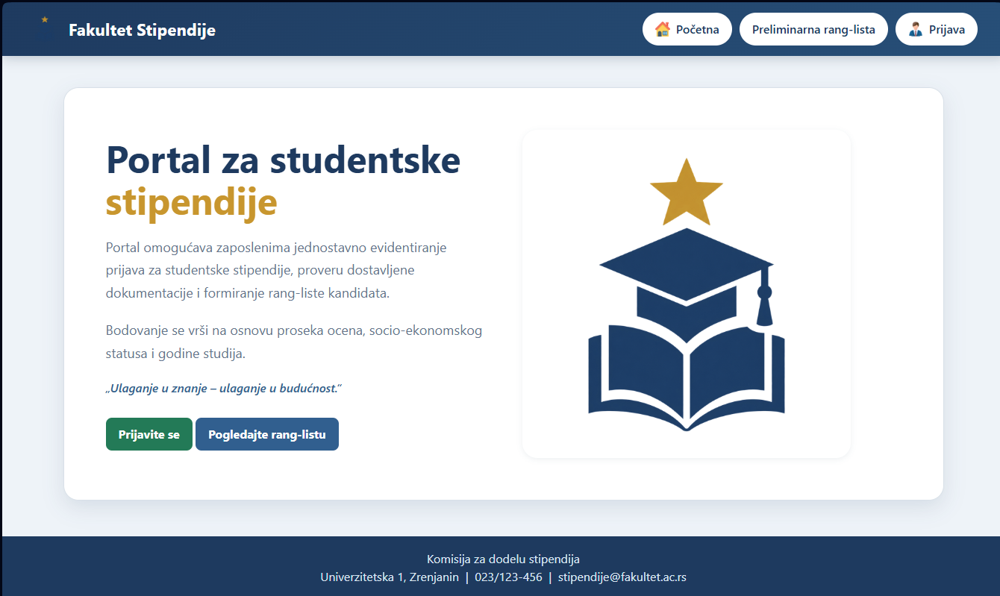 Fakultet Stipendije
Početna
Preliminarna rang-lista
Prijava
Portal za studentske
stipendije
Portal omogućava zaposlenima jednostavno evidentiranje
prijava za studentske stipendije, proveru dostavljene
dokumentacije i formiranje rang-liste kandidata.
Bodovanje se vrši na osnovu proseka ocena, socio-ekonomskog
statusa i godine studija.
„Ulaganje u znanje – ulaganje u budućnost.“
Prijavite se
Pogledajte rang-listu
Komisija za dodelu stipendija
Univerzitetska 1, Zrenjanin | 023/123-456 | stipendije@fakultet.ac.rs